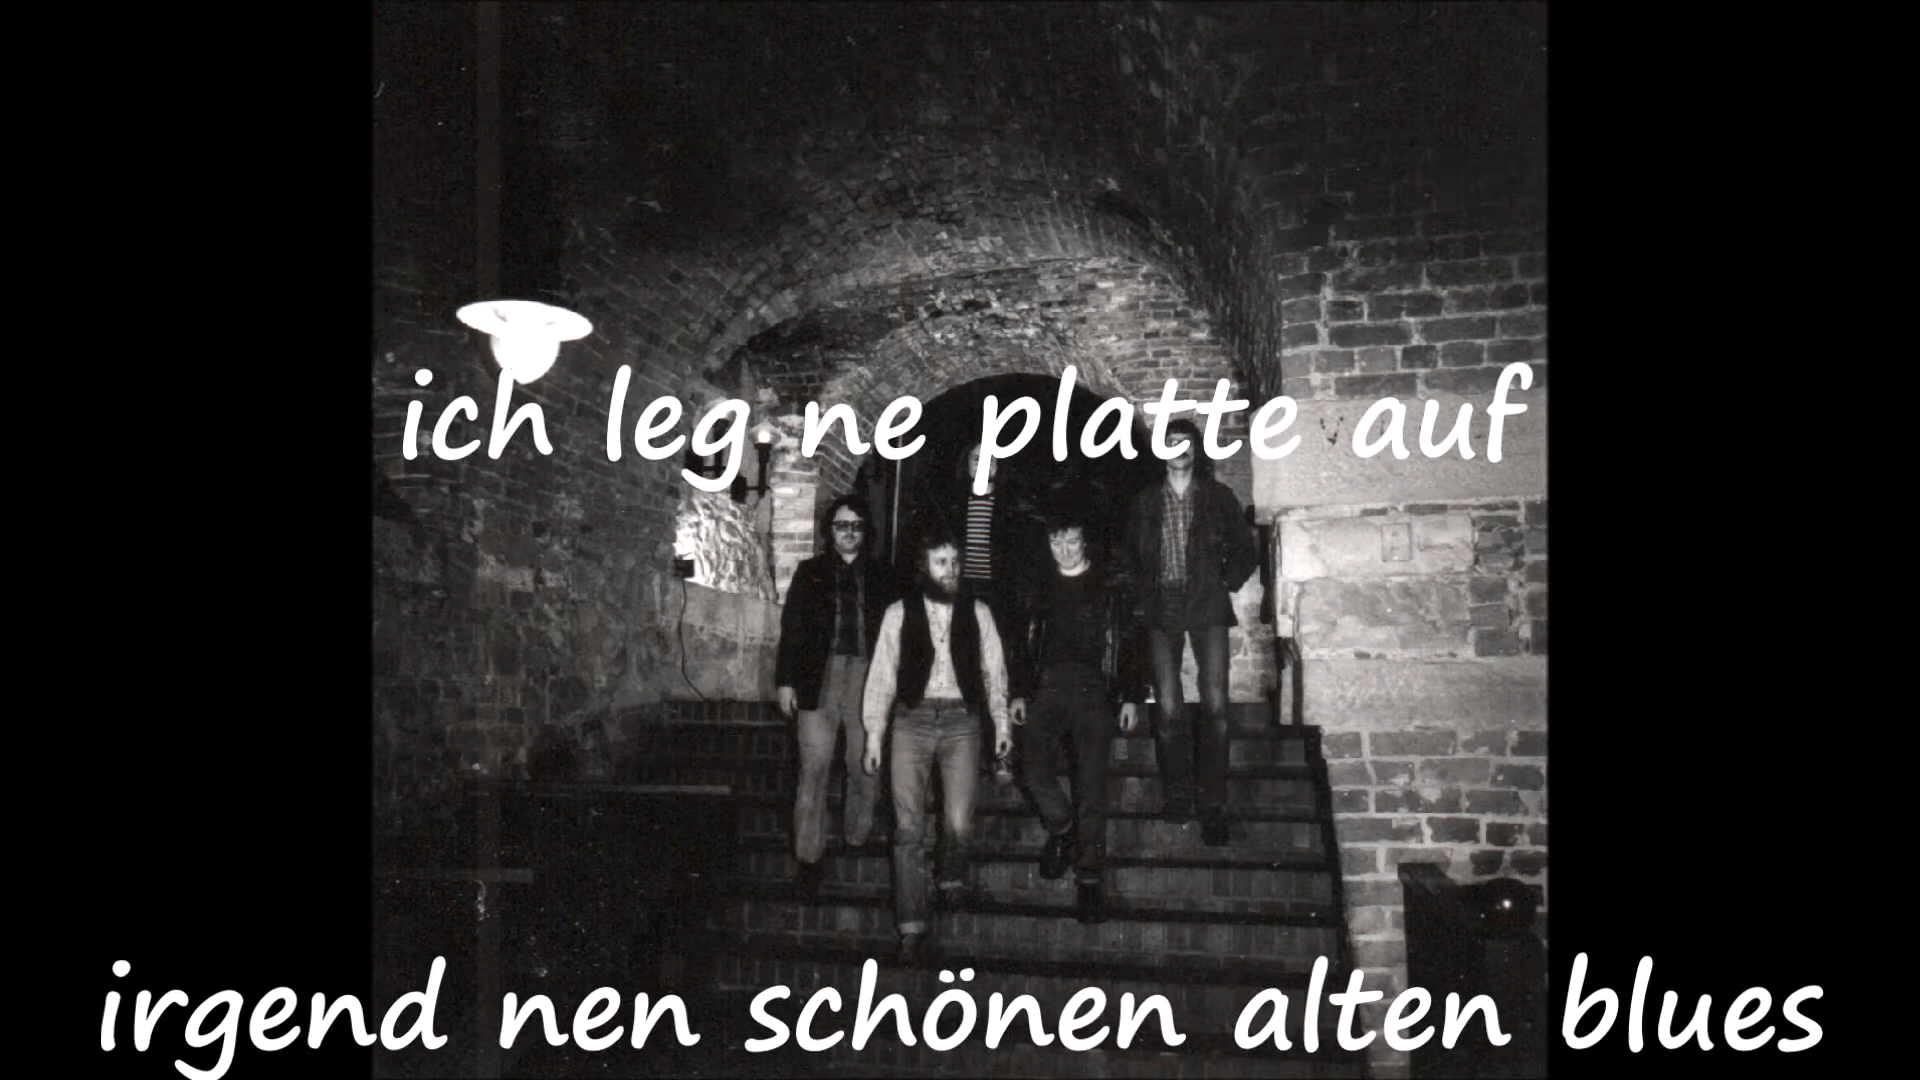 ich leg ne platte auf
irgend nen schönen alten blues